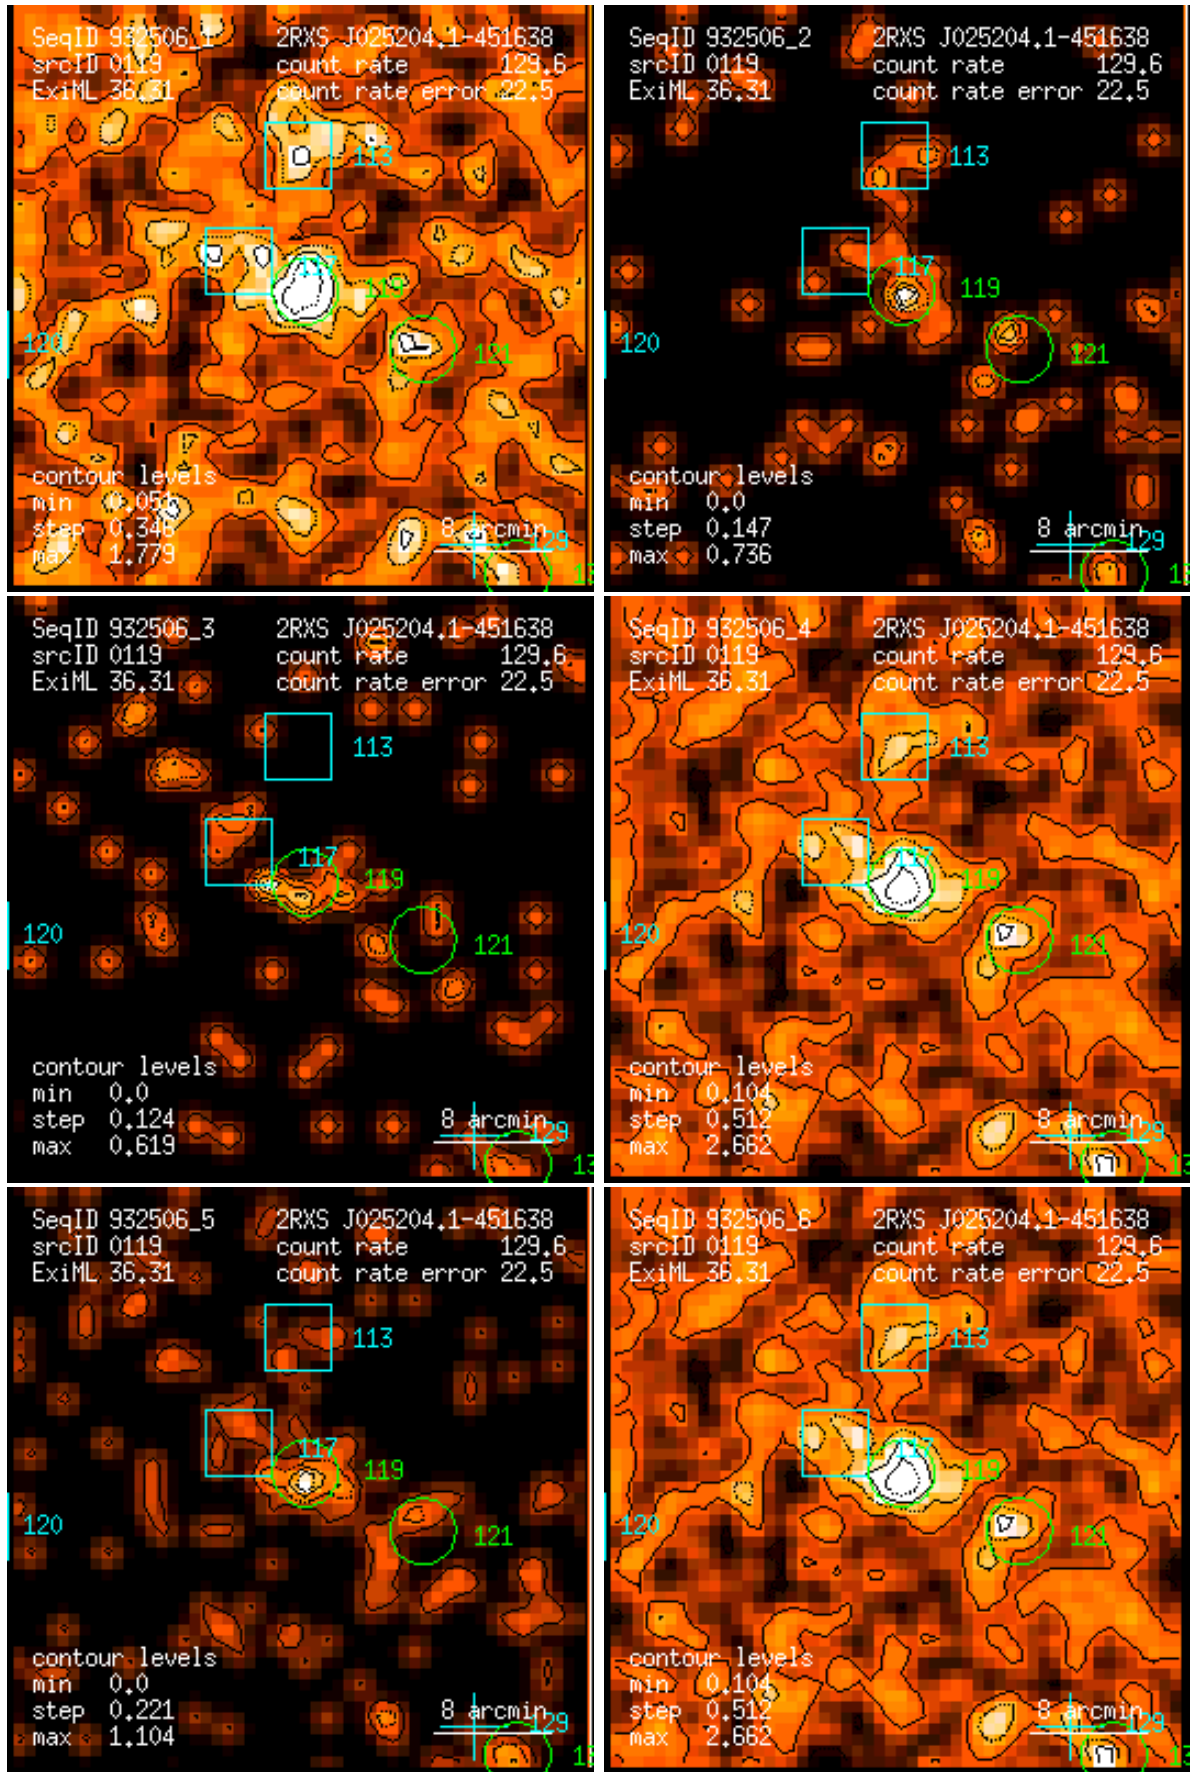 SeqID 932506_1 2RXS J025204.1-451638
srcID 0119 count rate 129.6
ExiML 36.31 count rate error 22.5
113
117
119
120
121
contour levels
min 0.051
step 0.346
max 1.779
8 arcmin
129
13
SeqID 932506_2 2RXS J025204.1-451638
srcID 0119 count rate 129.6
ExiML 36.31 count rate error 22.5
113
117
119
120
121
contour levels
min 0.0
step 0.147
max 0.736
8 arcmin
129
13
SeqID 932506_3 2RXS J025204.1-451638
srcID 0119 count rate 129.6
ExiML 36.31 count rate error 22.5
113
117
119
120
121
contour levels
min 0.0
step 0.124
max 0.619
8 arcmin
129
13
SeqID 932506_4 2RXS J025204.1-451638
srcID 0119 count rate 129.6
ExiML 36.31 count rate error 22.5
113
117
119
120
121
contour levels
min 0.104
step 0.512
max 2.662
8 arcmin
129
13
SeqID 932506_5 2RXS J025204.1-451638
srcID 0119 count rate 129.6
ExiML 36.31 count rate error 22.5
113
117
119
120
121
contour levels
min 0.0
step 0.221
max 1.104
8 arcmin
129
13
SeqID 932506_6 2RXS J025204.1-451638
srcID 0119 count rate 129.6
ExiML 36.31 count rate error 22.5
113
117
119
120
121
contour levels
min 0.104
step 0.512
max 2.662
8 arcmin
129
13